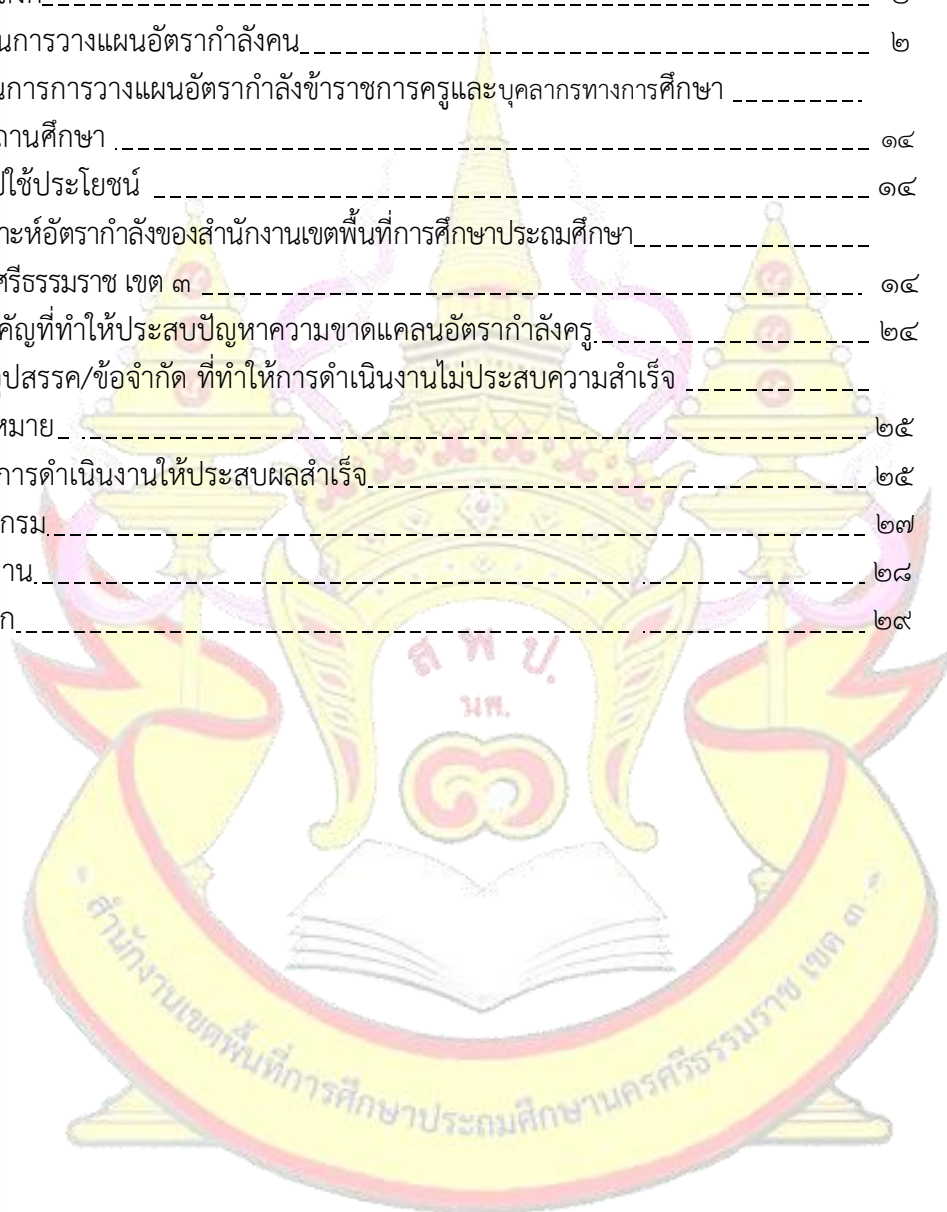 นการวางแผนอัตรากำลังคน ๒
นการการวางแผนอัตรากำลังข้าราชการครูและบุคลากรทางการศึกษา
ถานศึกษา ๑๔
ปใช้ประโยชน์ ๑๔
าะห์อัตรากำลังของสำนักงานเขตพื้นที่การศึกษาประถมศึกษา
ศรีธรรมราช เขต ๓ ๑๔
คัญที่ทำให้ประสบปัญหาความขาดแคลนอัตรากำลังครู ๒๔
ุปสรรค/ข้อจำกัด ที่ทำให้การดำเนินงานไม่ประสบความสำเร็จ
หมาย ๒๕
การดำเนินงานให้ประสบผลสำเร็จ ๒๕
กรม ๒๗
าน ๒๘
ก ๒๙
ส พ ป.
นศ.
๓
สำนักงานเขตพื้นที่การศึกษาประถมศึกษานครศรีธรรมราช เขต ๓